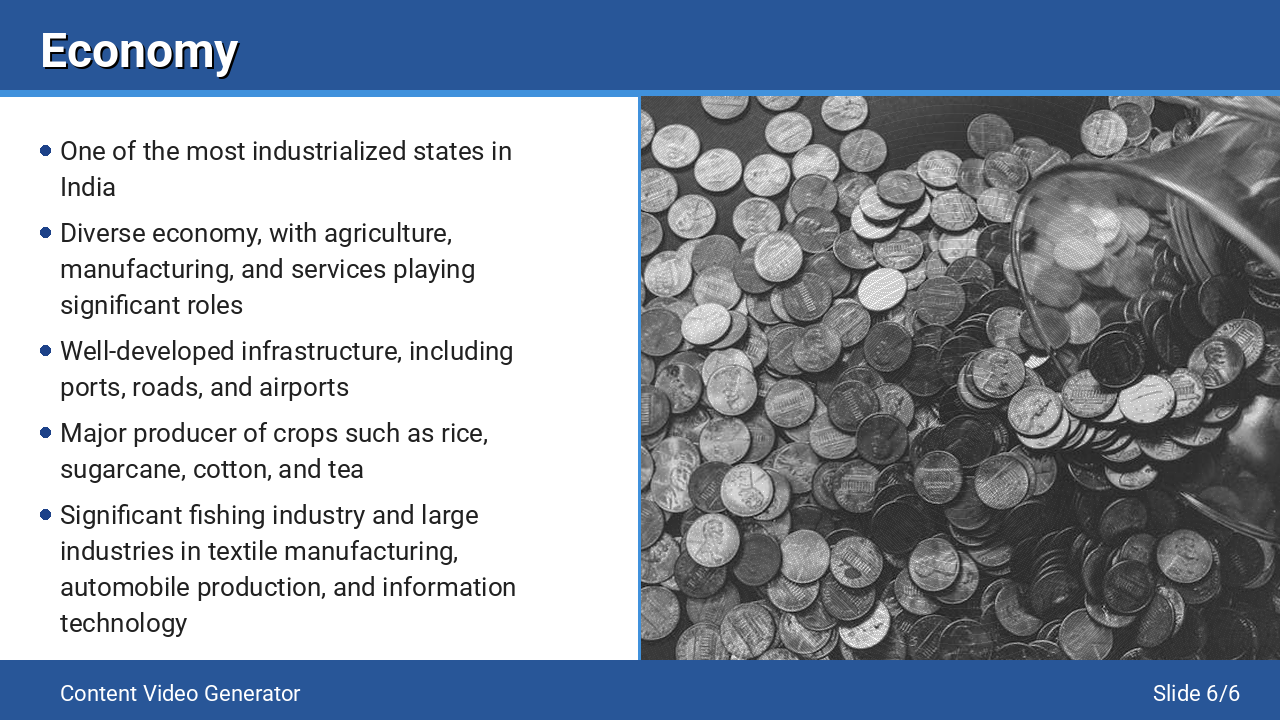 Economy
One of the most industrialized states in
India
Diverse economy, with agriculture,
manufacturing, and services playing
significant roles
Well-developed infrastructure, including
ports, roads, and airports
Major producer of crops such as rice,
sugarcane, cotton, and tea
Significant fishing industry and large
industries in textile manufacturing,
automobile production, and information
technology
Content Video Generator
Slide 6/6